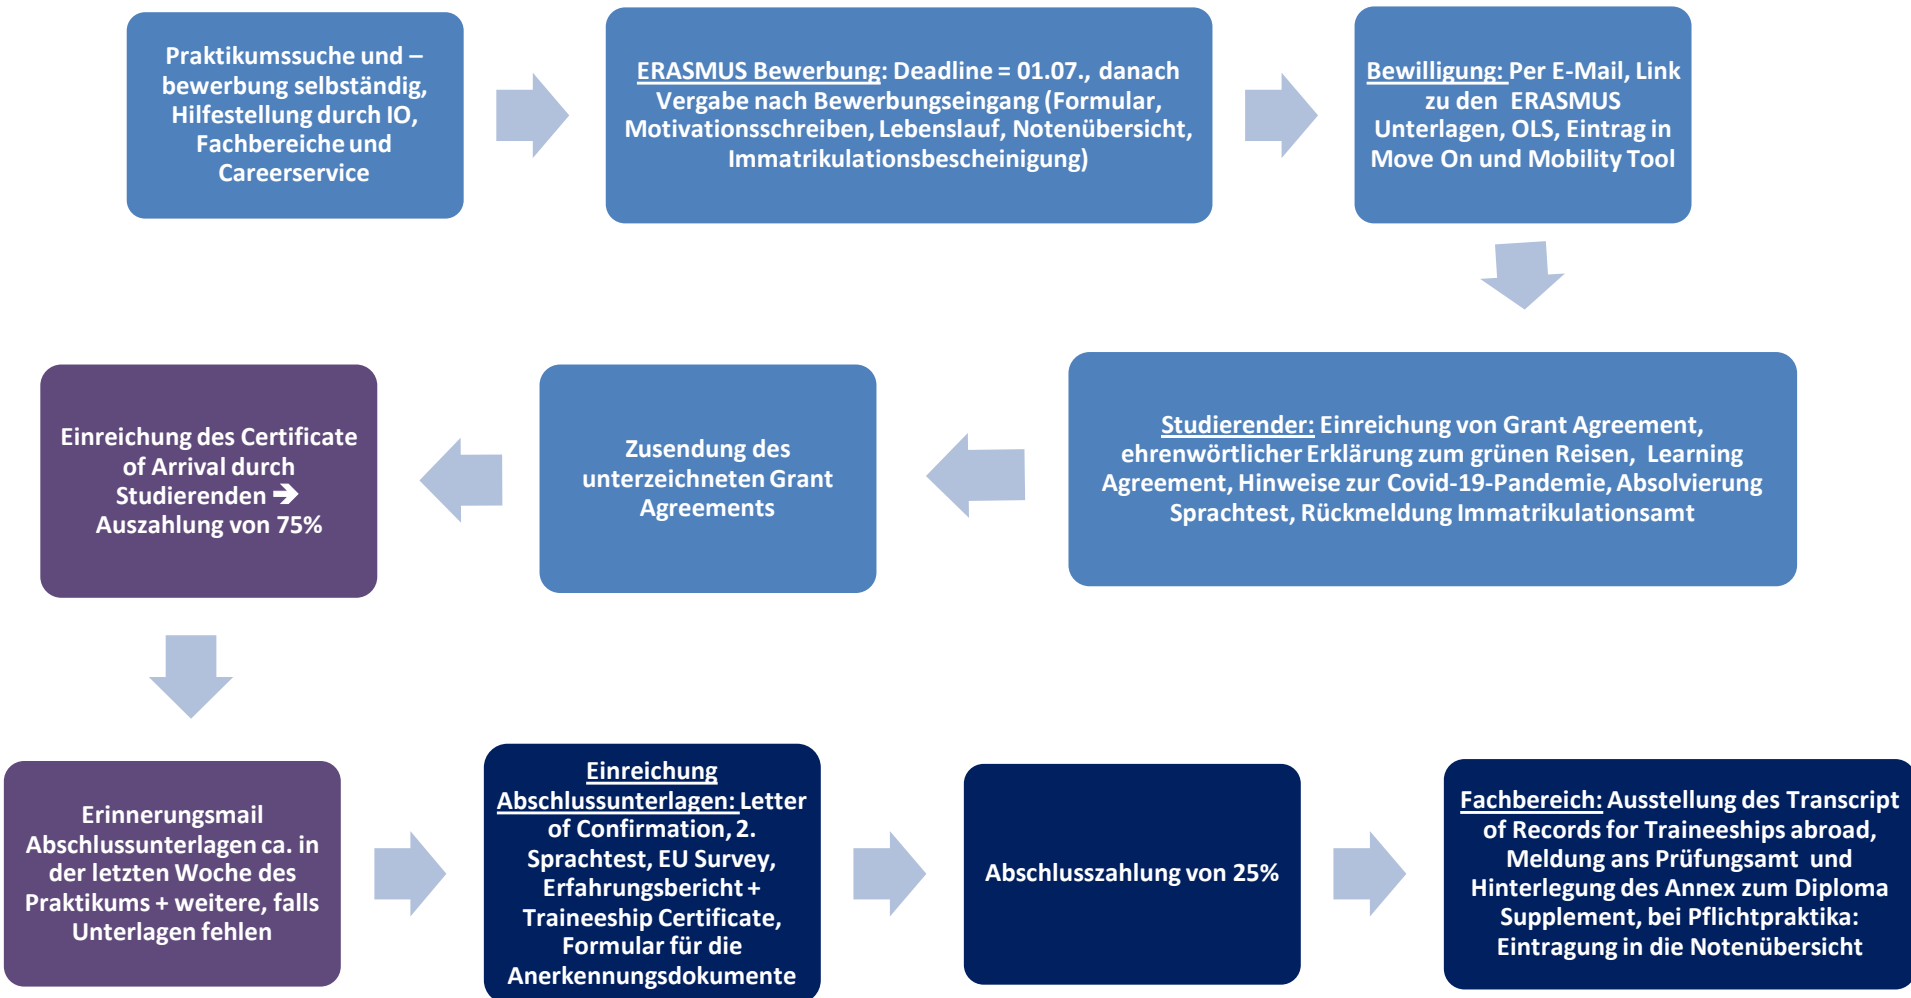 Praktikumssuche und –
bewerbung selbständig,
Hilfestellung durch IO,
Fachbereiche und
Careerservice
ERASMUS Bewerbung: Deadline = 01.07., danach
Vergabe nach Bewerbungseingang (Formular,
Motivationsschreiben, Lebenslauf, Notenübersicht,
Immatrikulationsbescheinigung)
Bewilligung: Per E-Mail, Link
zu den ERASMUS
Unterlagen, OLS, Eintrag in
Move On und Mobility Tool
Studierender: Einreichung von Grant Agreement,
ehrenwörtlicher Erklärung zum grünen Reisen, Learning
Agreement, Hinweise zur Covid-19-Pandemie, Absolvierung
Sprachtest, Rückmeldung Immatrikulationsamt
Zusendung des
unterzeichneten Grant
Agreements
Einreichung des Certificate
of Arrival durch
Studierenden ➔
Auszahlung von 75%
Erinnerungsmail
Abschlussunterlagen ca. in
der letzten Woche des
Praktikums + weitere, falls
Unterlagen fehlen
Einreichung
Abschlussunterlagen: Letter
of Confirmation, 2.
Sprachtest, EU Survey,
Erfahrungsbericht +
Traineeship Certificate,
Formular für die
Anerkennungsdokumente
Abschlusszahlung von 25%
Fachbereich: Ausstellung des Transcript
of Records for Traineeships abroad,
Meldung ans Prüfungsamt und
Hinterlegung des Annex zum Diploma
Supplement, bei Pflichtpraktika:
Eintragung in die Notenübersicht